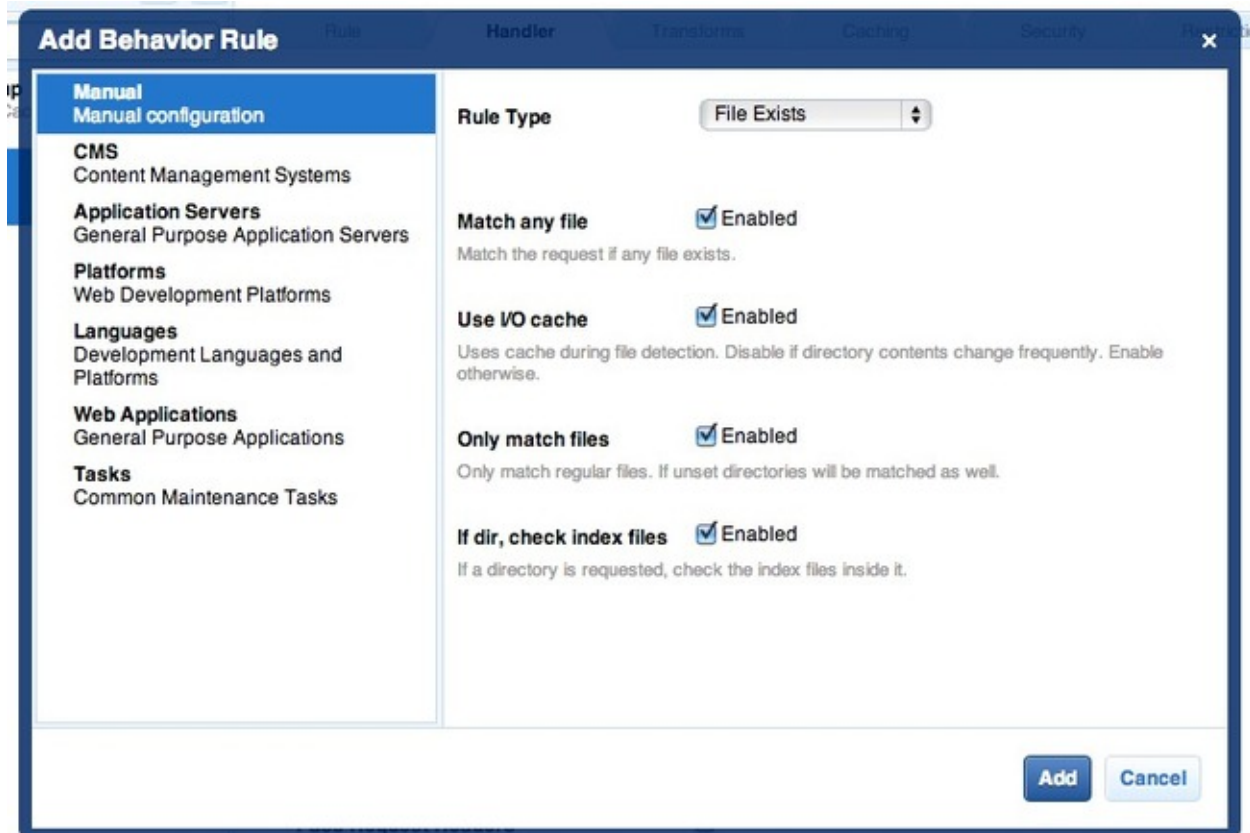 Rule
Handler
Transforms
Caching
Security
Add Behavior Rule
Manual
Manual configuration
CMS
Content Management Systems
Application Servers
General Purpose Application Servers
Platforms
Web Development Platforms
Languages
Development Languages and
Platforms
Web Applications
General Purpose Applications
Tasks
Common Maintenance Tasks
Rule Type
File Exists
Match any file
Enabled
Match the request if any file exists.
Use I/O cache
Enabled
Uses cache during file detection. Disable if directory contents change frequently. Enable
otherwise.
Only match files
Enabled
Only match regular files. If unset directories will be matched as well.
If dir, check index files
Enabled
If a directory is requested, check the index files inside it.
Add
Cancel